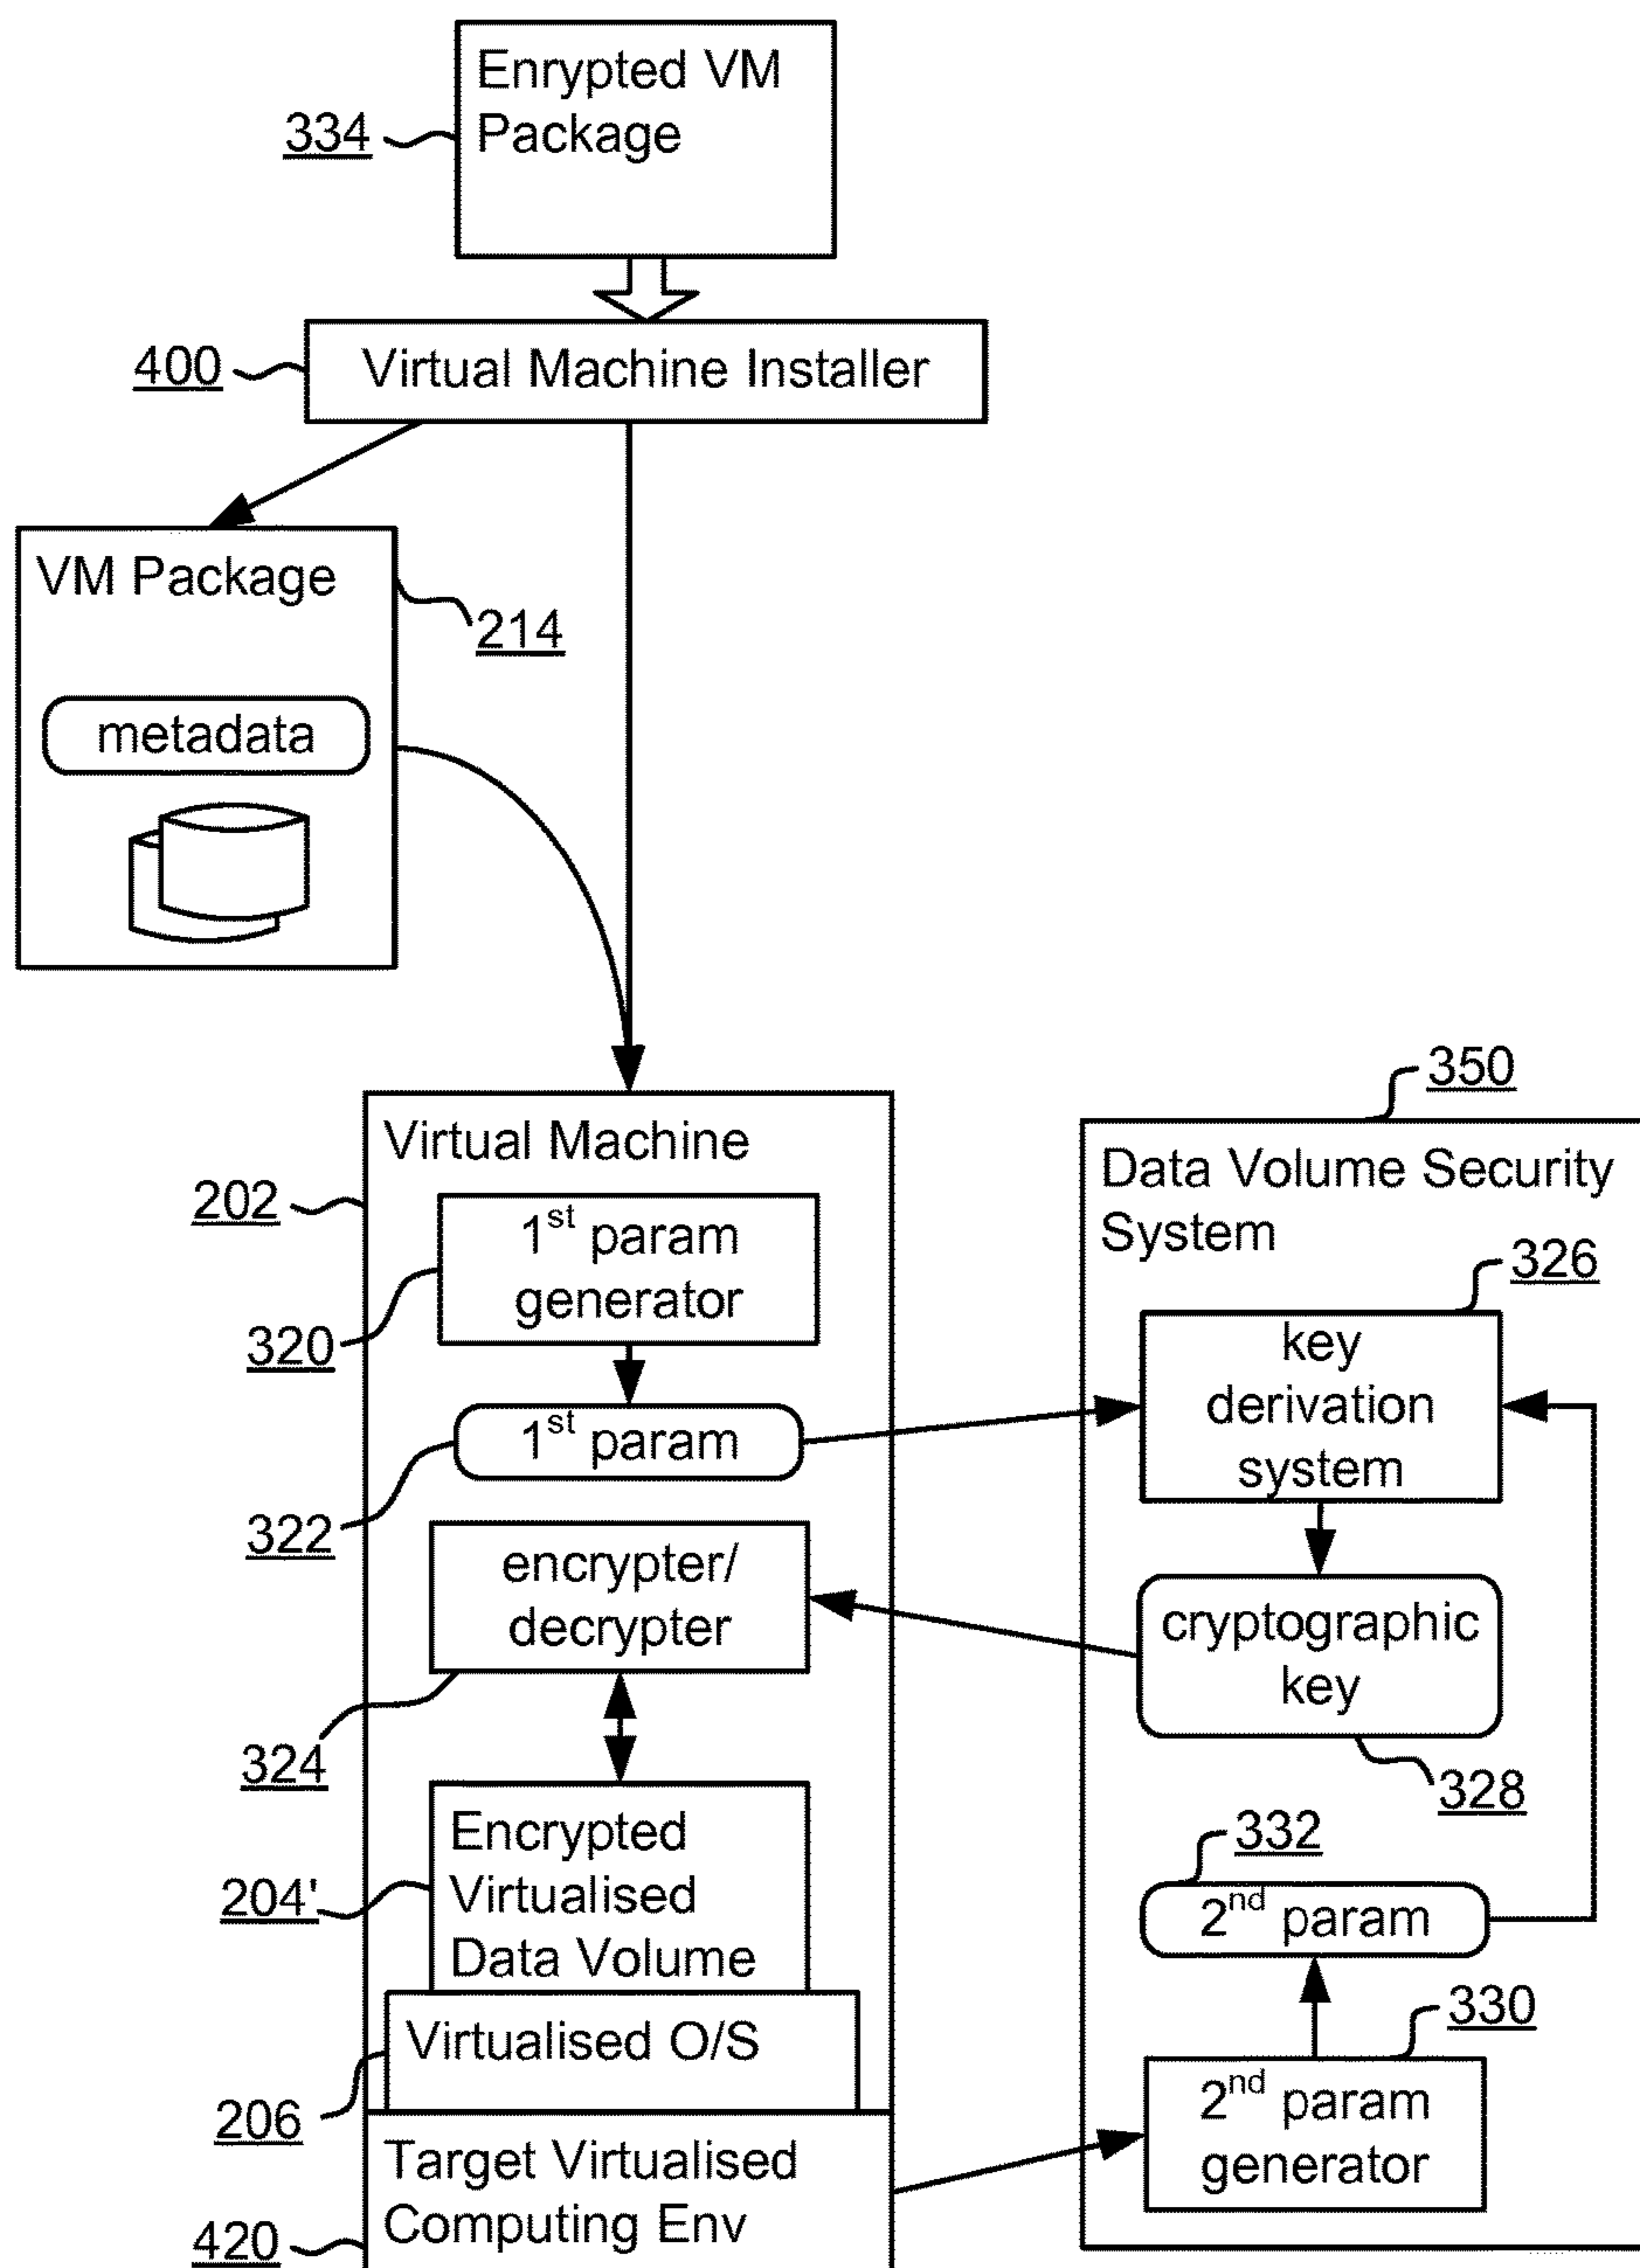 Enrypted VM
Package
334
400
Virtual Machine Installer
VM Package
214
metadata
350
Virtual Machine
Data Volume Security
System
202
1st param
generator
326
320
key
derivation
system
1st param
322
encrypter/
decrypter
cryptographic
key
324
328
Encrypted
Virtualised
Data Volume
332
204'
2nd param
330
Virtualised O/S
206
2nd param
generator
Target Virtualised
Computing Env
420